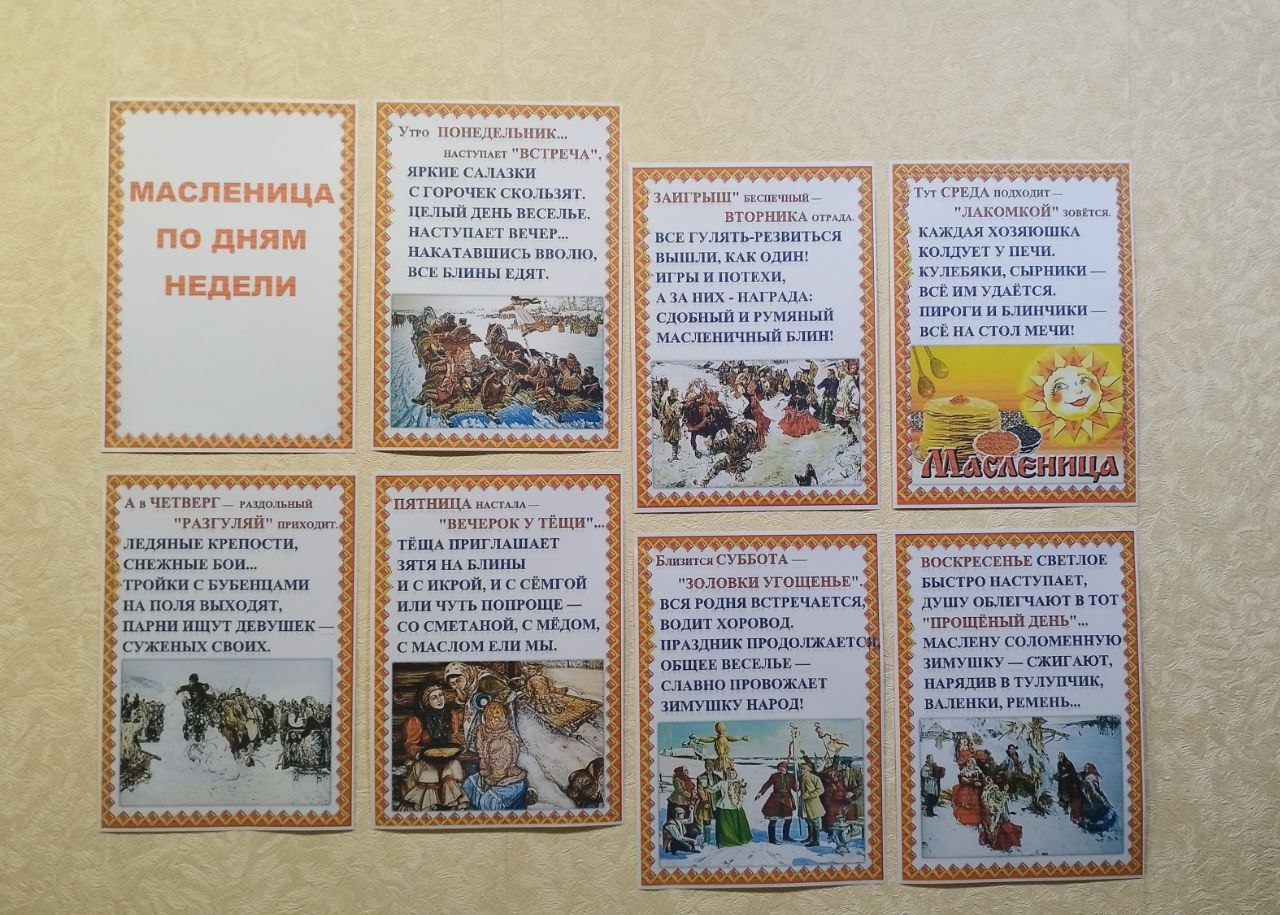 МАСЛЕНИЦА
ПО ДНЯМ
НЕДЕЛИ
Утро ПОНЕДЕЛЬНИК...
НАСТУПАЕТ "ВСТРЕЧА".
ЯРКИЕ САЛАЗКИ
С ГОРОЧЕК СКОЛЬЗЯТ.
ЦЕЛЫЙ ДЕНЬ ВЕСЕЛЬЕ,
НАСТУПАЕТ ВЕЧЕР...
НАКАТАВШИСЬ ВВОЛЮ,
ВСЕ БЛИНЫ ЕДЯТ.
ЗАИГРЫШ" БЕСПЕЧНЫЙ —
ВТОРНИКА ОТРАДА.
ВСЕ ГУЛЯТЬ-РЕЗВИТЬСЯ
ВЫШЛИ, КАК ОДИН!
ИГРЫ И ПОТЕХИ,
А ЗА НИХ - НАГРАДА:
СДОБНЫЙ И РУМЯНЫЙ
МАСЛЕНИЧНЫЙ БЛИН!
Тут СРЕДА ПОДХОДИТ —
"ЛАКОМКОЙ" ЗОВЁТСЯ.
КАЖДАЯ ХОЗЯЮШКА
КОЛДУЕТ У ПЕЧИ.
КУЛЕБЯКИ, СЫРНИКИ —
ВСЁ ИМ УДАЁТСЯ.
ПИРОГИ И БЛИНЧИКИ —
ВСЁ НА СТОЛ МЕЧИ!
Масленица
А В ЧЕТВЕРГ — РАЗДОЛЬНЫЙ
"РАЗГУЛЯЙ" ПРИХОДИТ.
ЛЕДЯНЫЕ КРЕПОСТИ,
СНЕЖНЫЕ БОИ...
ТРОЙКИ С БУБЕНЦАМИ
НА ПОЛЯ ВЫХОДЯТ,
ПАРНИ ИЩУТ ДЕВУШЕК —
СУЖЕНЫХ СВОИХ.
ПЯТНИЦА НАСТАЛА —
"ВЕЧЕРОК У ТЁЩИ"...
ТЁЩА ПРИГЛАШАЕТ
ЗЯТЯ НА БЛИНЫ
И С ИКРОЙ, И С СЁМГОЙ
ИЛИ ЧУТЬ ПОПРОЩЕ —
СО СМЕТАНОЙ, С МЁДОМ,
С МАСЛОМ ЕЛИ МЫ.
Близится СУББОТА —
"ЗОЛОВКИ УГОЩЕНЬЕ".
ВСЯ РОДНЯ ВСТРЕЧАЕТСЯ,
ВОДИТ ХОРОВОД.
ПРАЗДНИК ПРОДОЛЖАЕТСЯ,
ОБЩЕЕ ВЕСЕЛЬЕ —
СЛАВНО ПРОВОЖАЕТ
ЗИМУШКУ НАРОД!
ВОСКРЕСЕНЬЕ СВЕТЛОЕ
БЫСТРО НАСТУПАЕТ,
ДУШУ ОБЛЕГЧАЮТ В ТОТ
"ПРОЩЁНЫЙ ДЕНЬ"...
МАСЛЕНУ СОЛОМЕННУЮ
ЗИМУШКУ — СЖИГАЮТ,
НАРЯДИВ В ТУЛУПЧИК,
ВАЛЕНКИ, РЕМЕНЬ...